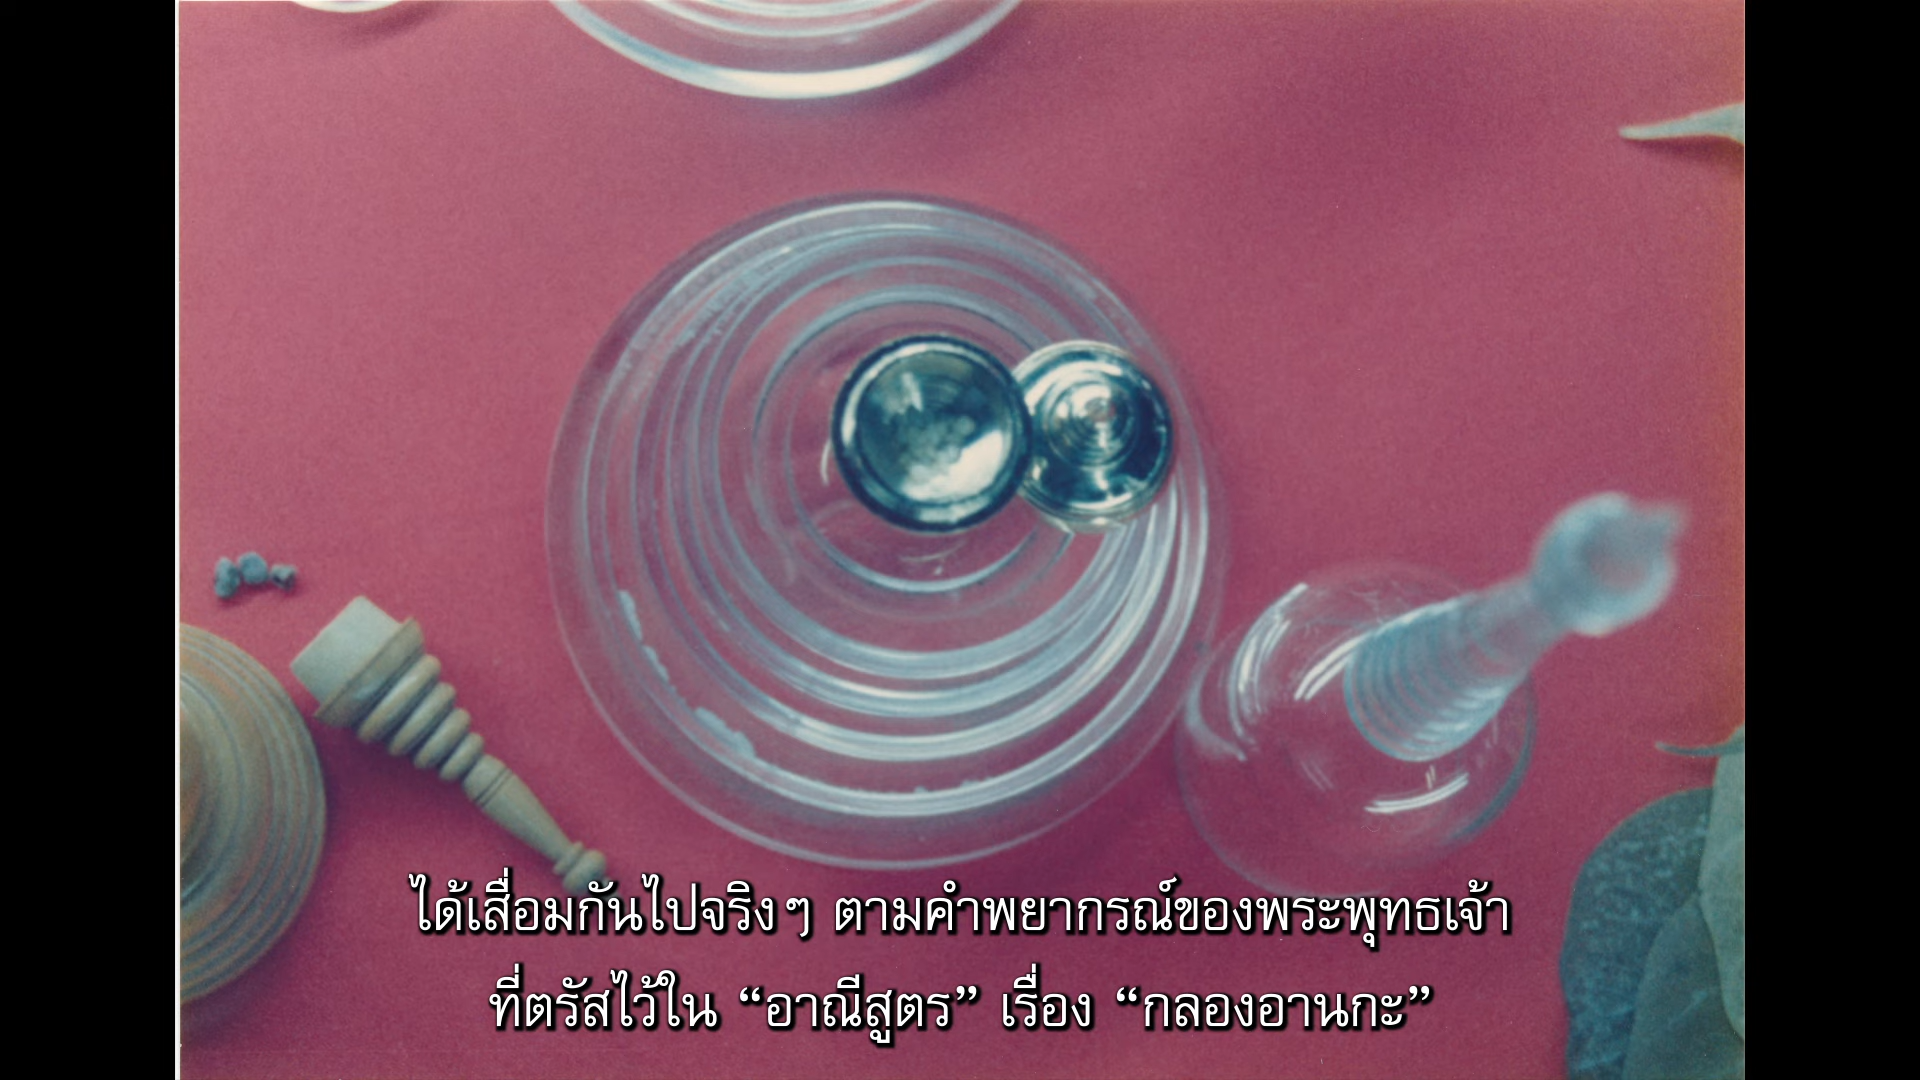 ได้เสื่อมกันไปจริงๆ ตามคำพยากรณ์ของพระพุทธเจ้า
ที่ตรัสไว้ใน “อาณีสูตร” เรื่อง “กลองอานกะ”